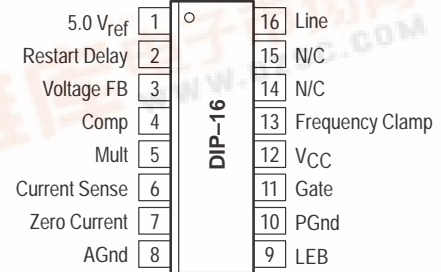 5.0 Vref 1 16 Line
Restart Delay 2 15 N/C
Voltage FB 3 14 N/C
Comp 4 13 Frequency Clamp
Mult 5 12 VCC
Current Sense 6 11 Gate
Zero Current 7 10 PGnd
AGnd 8 9 LEB
DIP–16